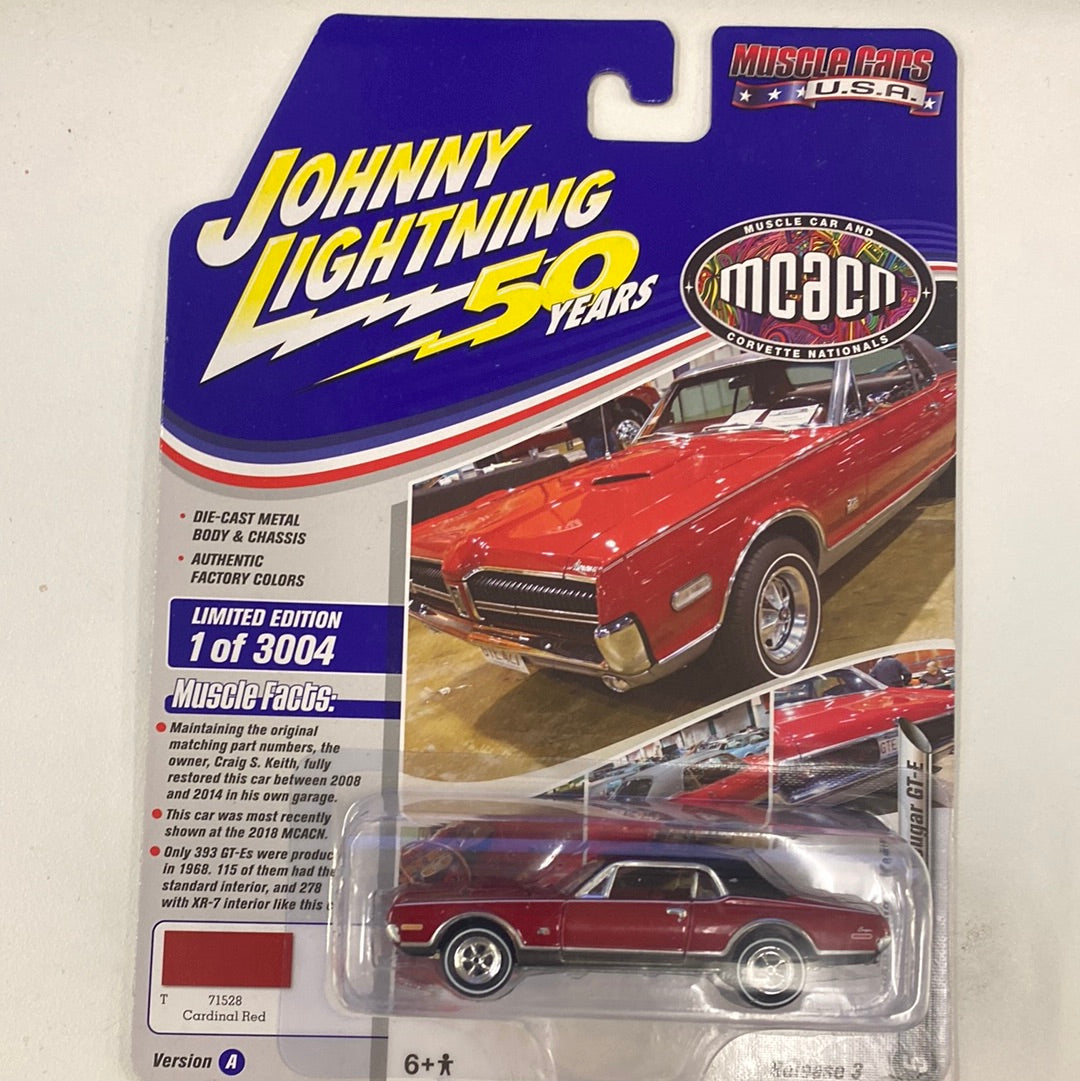 Muscle Cars
U.S.A.
JOHNNY
LIGHTNING
50
YEARS
MUSCLE CAR AND
mcacn
CORVETTE NATIONALS
• DIE-CAST METAL
BODY & CHASSIS
• AUTHENTIC
FACTORY COLORS
LIMITED EDITION
1 of 3004
Muscle Facts:
Maintaining the original
matching part numbers, the
owner, Craig S. Keith, fully
restored this car between 2008
and 2014 in his own garage.
This car was most recently
shown at the 2018 MCACN.
Only 393 GT-Es were produc
in 1968. 115 of them had the
standard interior, and 278
with XR-7 interior like this
ugar GT-E
T 71528
Cardinal Red
Version A
6+
Release 3